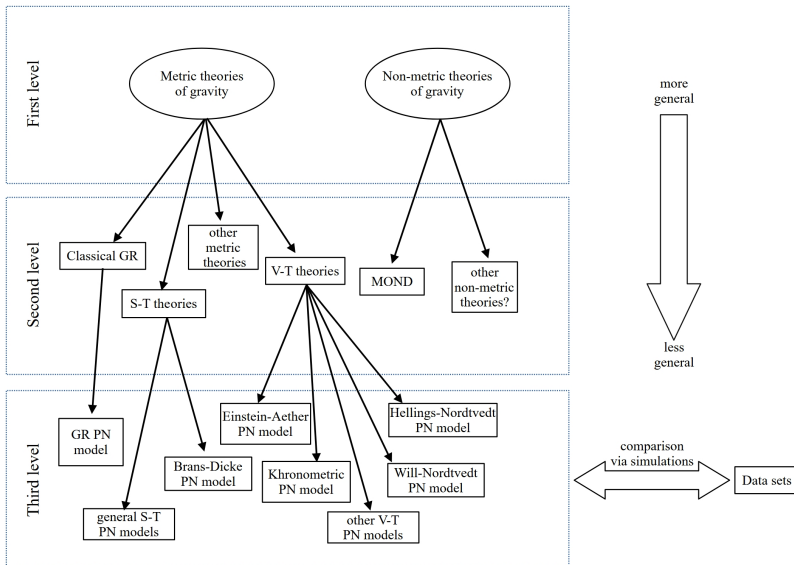 First level
Metric theories
of gravity
Non-metric theories
of gravity
more
general
Second level
Classical GR
other
metric
theories
S-T theories
V-T theories
MOND
other
non-metric
theories?
less
general
Third level
GR PN
model
general S-T
PN models
Brans-Dicke
PN model
Einstein-Aether
PN model
Khronometric
PN model
other V-T
PN models
Will-Nordtvedt
PN model
Hellings-Nordtvedt
PN model
comparison
via simulations
Data sets